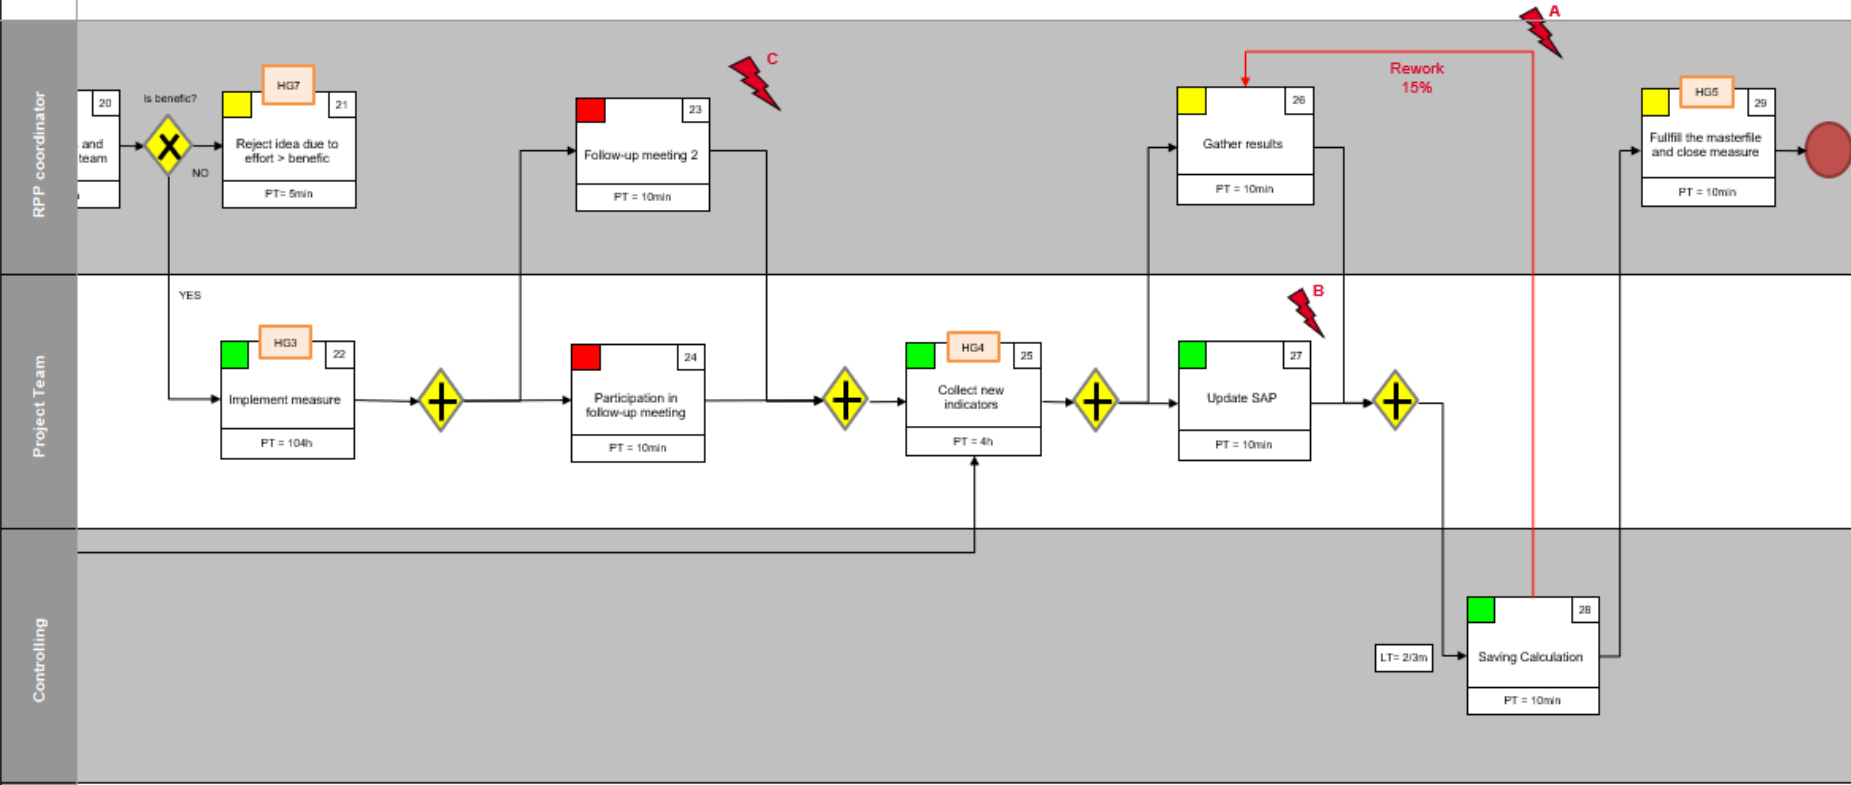 A
RPP coordinator
20
and
team
Is benefic?
NO
HG7
21
Reject idea due to
effort > benefic
PT= 5min
23
Follow-up meeting 2
PT = 10min
C
26
Gather results
PT = 10min
Rework
15%
HG5
29
Fullfill the masterfile
and close measure
PT = 10min
Project Team
YES
HG3
22
Implement measure
PT = 104h
24
Participation in
follow-up meeting
PT = 10min
HG4
25
Collect new
indicators
PT = 4h
B
27
Update SAP
PT = 10min
Controlling
LT= 2/3m
28
Saving Calculation
PT = 10min